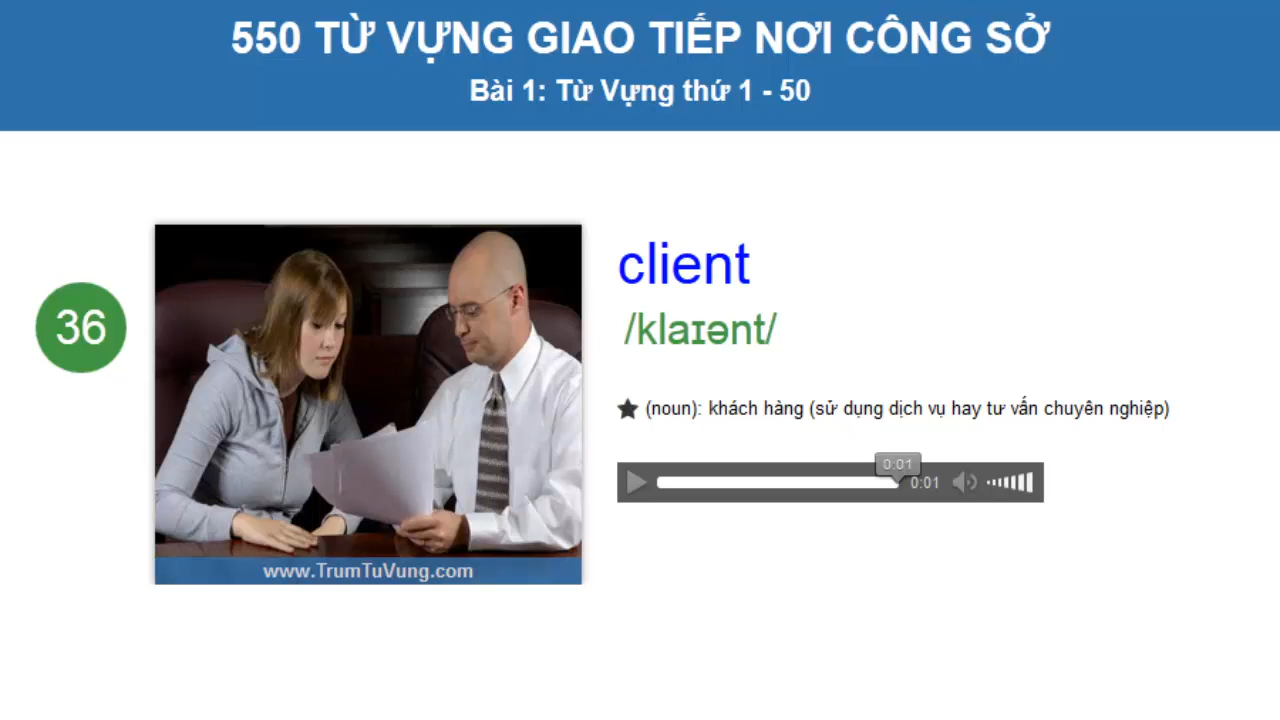 550 TỪ VỰNG GIAO TIẾP NƠI CÔNG SỞ
Bài 1: Từ Vựng thứ 1 - 50
36
client
/klaɪənt/
★ (noun): khách hàng (sử dụng dịch vụ hay tư vấn chuyên nghiệp)
0:01
0:01
www.TrumTuVung.com